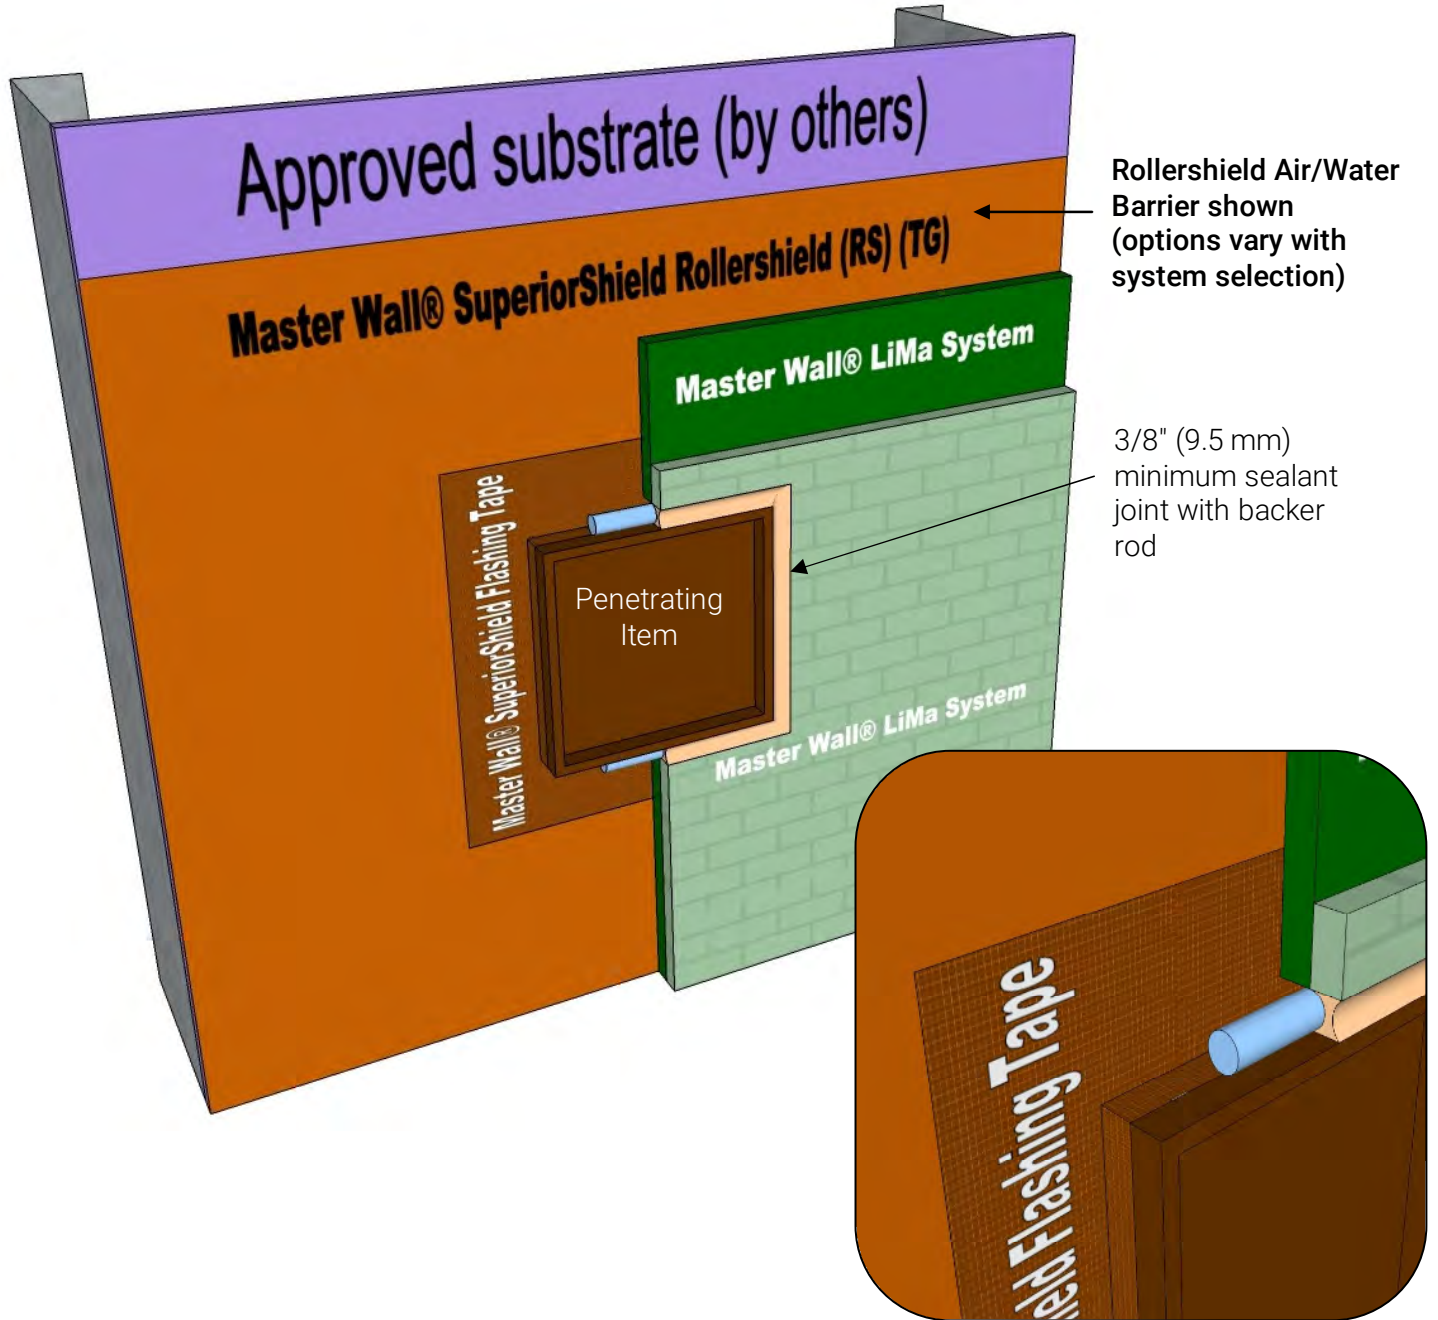 Approved substrate (by others)
Master Wall® SuperiorShield Rollershield (RS) (TG)
Rollershield Air/Water
Barrier shown
(options vary with
system selection)
Master Wall® LiMa System
3/8" (9.5 mm)
minimum sealant
joint with backer
rod
Master Wall® SuperiorShield Flashing Tape
Penetrating
Item
Master Wall® LiMa System
ield Flashing Tape